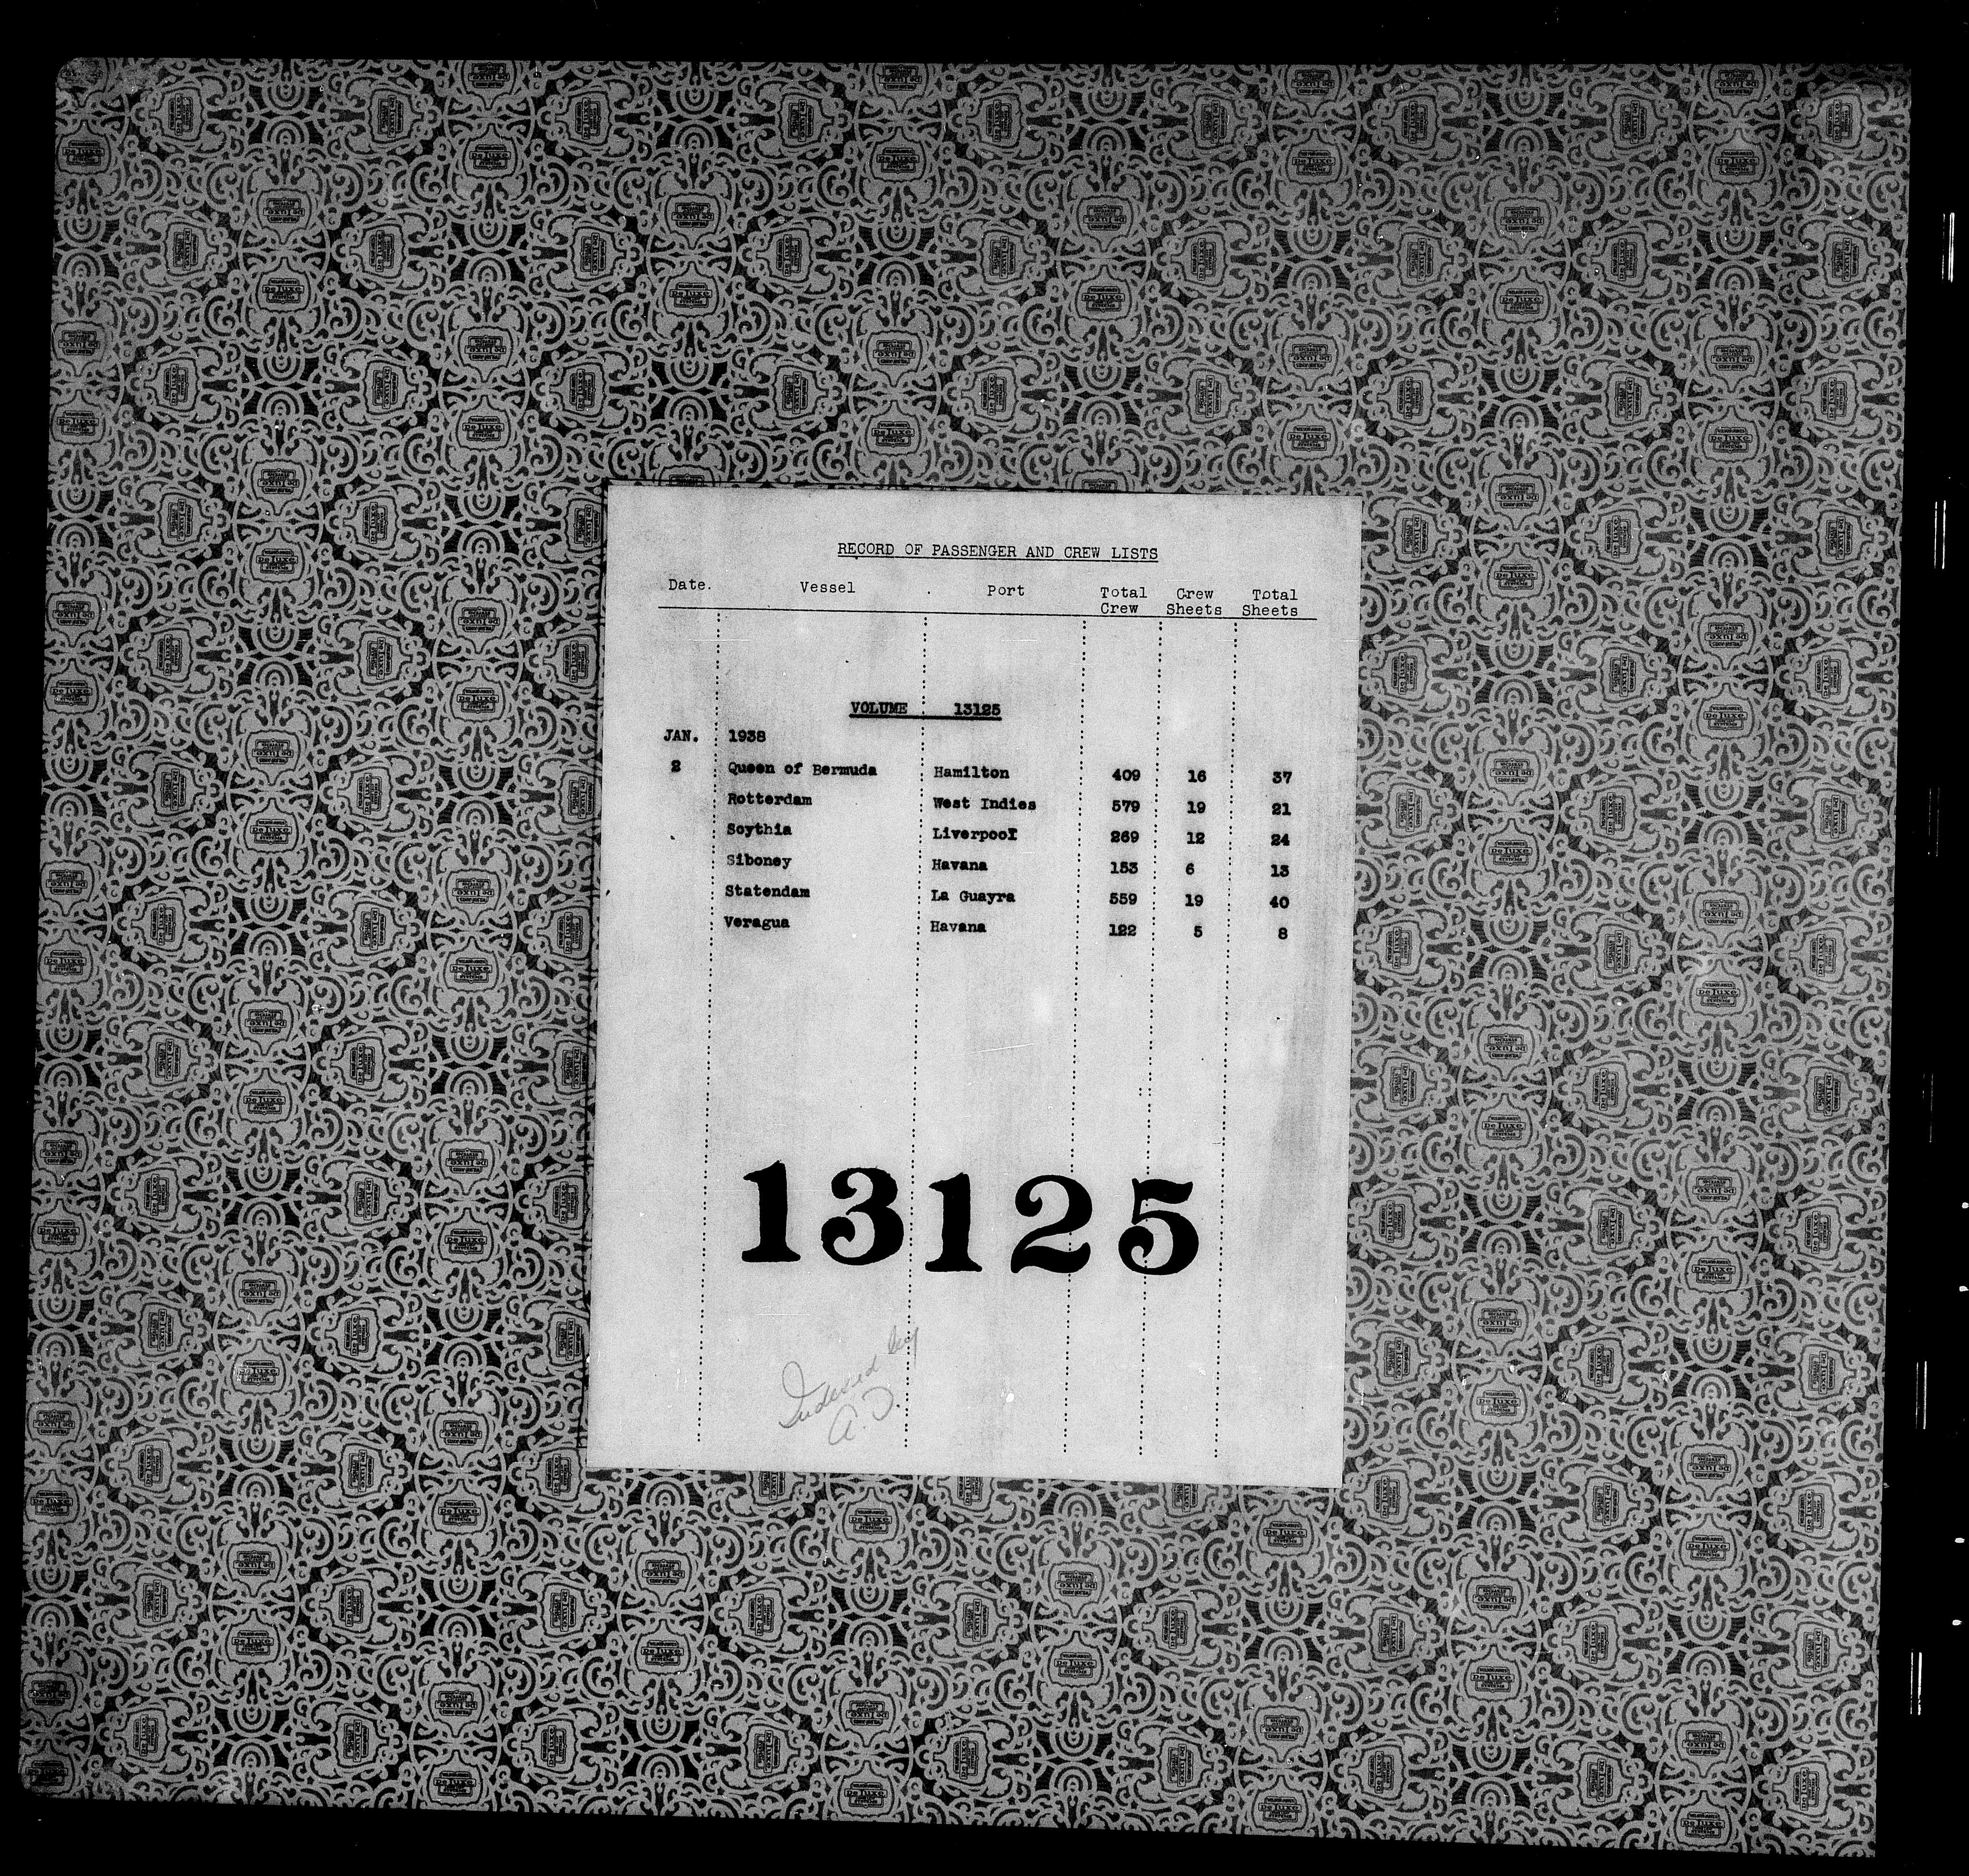 RECORD OF PASSENGER AND CREW LISTS
Date. Vessel Port Total Crew Crew Sheets Total Sheets
VOLUME 13125
JAN. 1938
2 Queen of Bermuda Hamilton 409 16 37
Rotterdam West Indies 579 19 21
Scythia Liverpool 269 12 24
Siboney Havana 153 6 13
Statendam La Guayra 559 19 40
Veragua Havana 122 5 8
13125
Indexed by
A.
De Luxe